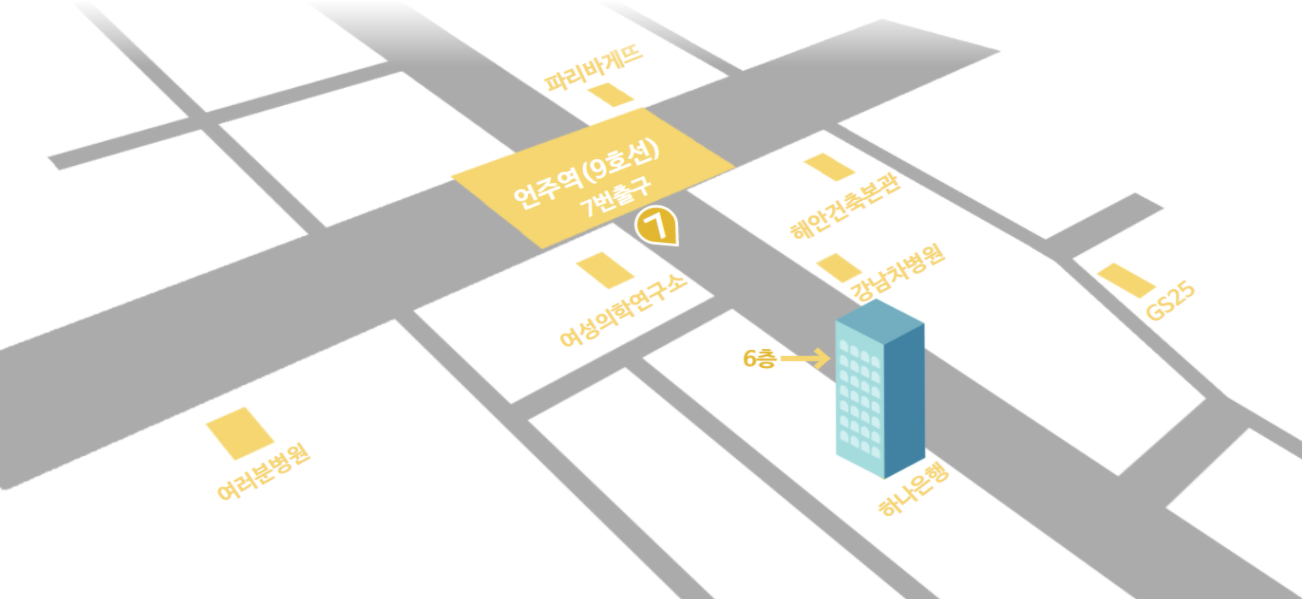 파리바게뜨
언주역(9호선)
7번출구
7
해안건축본관
강남차병원
여성의학연구소
GS25
6층
여러분병원
하나은행